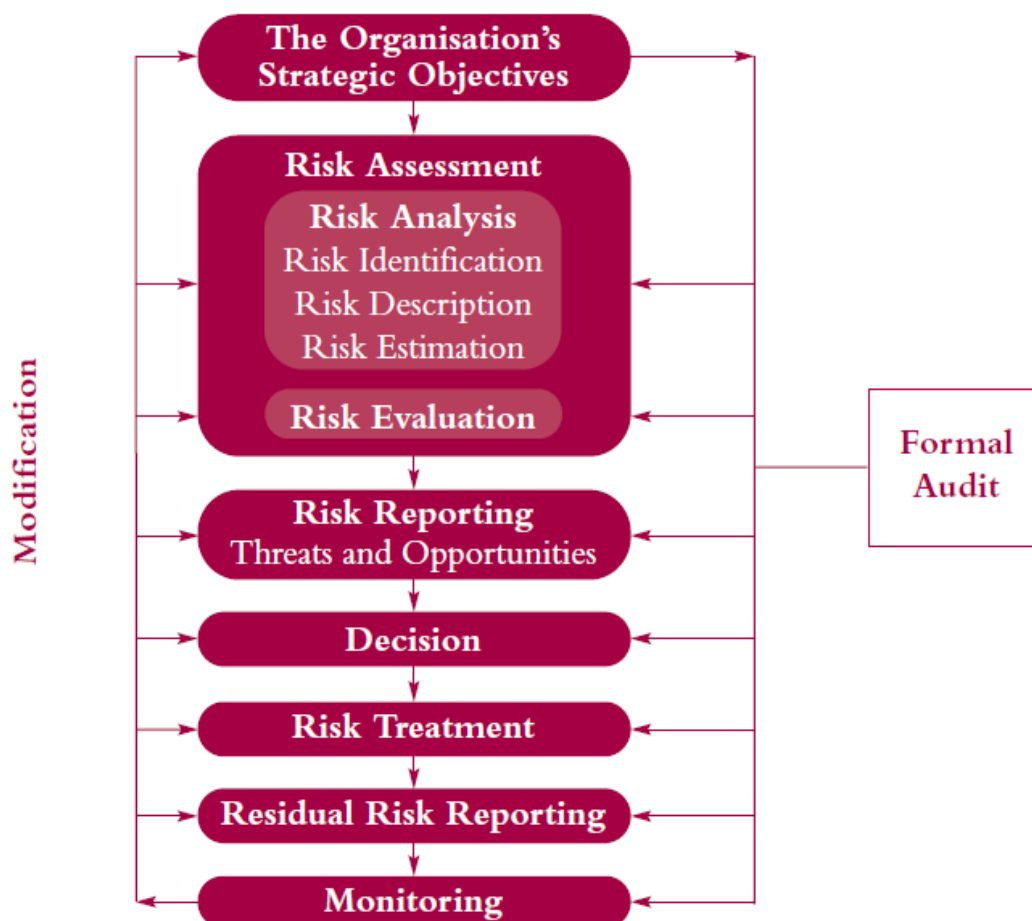 The Organisation's
Strategic Objectives
Risk Assessment
Risk Analysis
Risk Identification
Risk Description
Risk Estimation
Risk Evaluation
Risk Reporting
Threats and Opportunities
Decision
Risk Treatment
Residual Risk Reporting
Monitoring
Modification
Formal
Audit